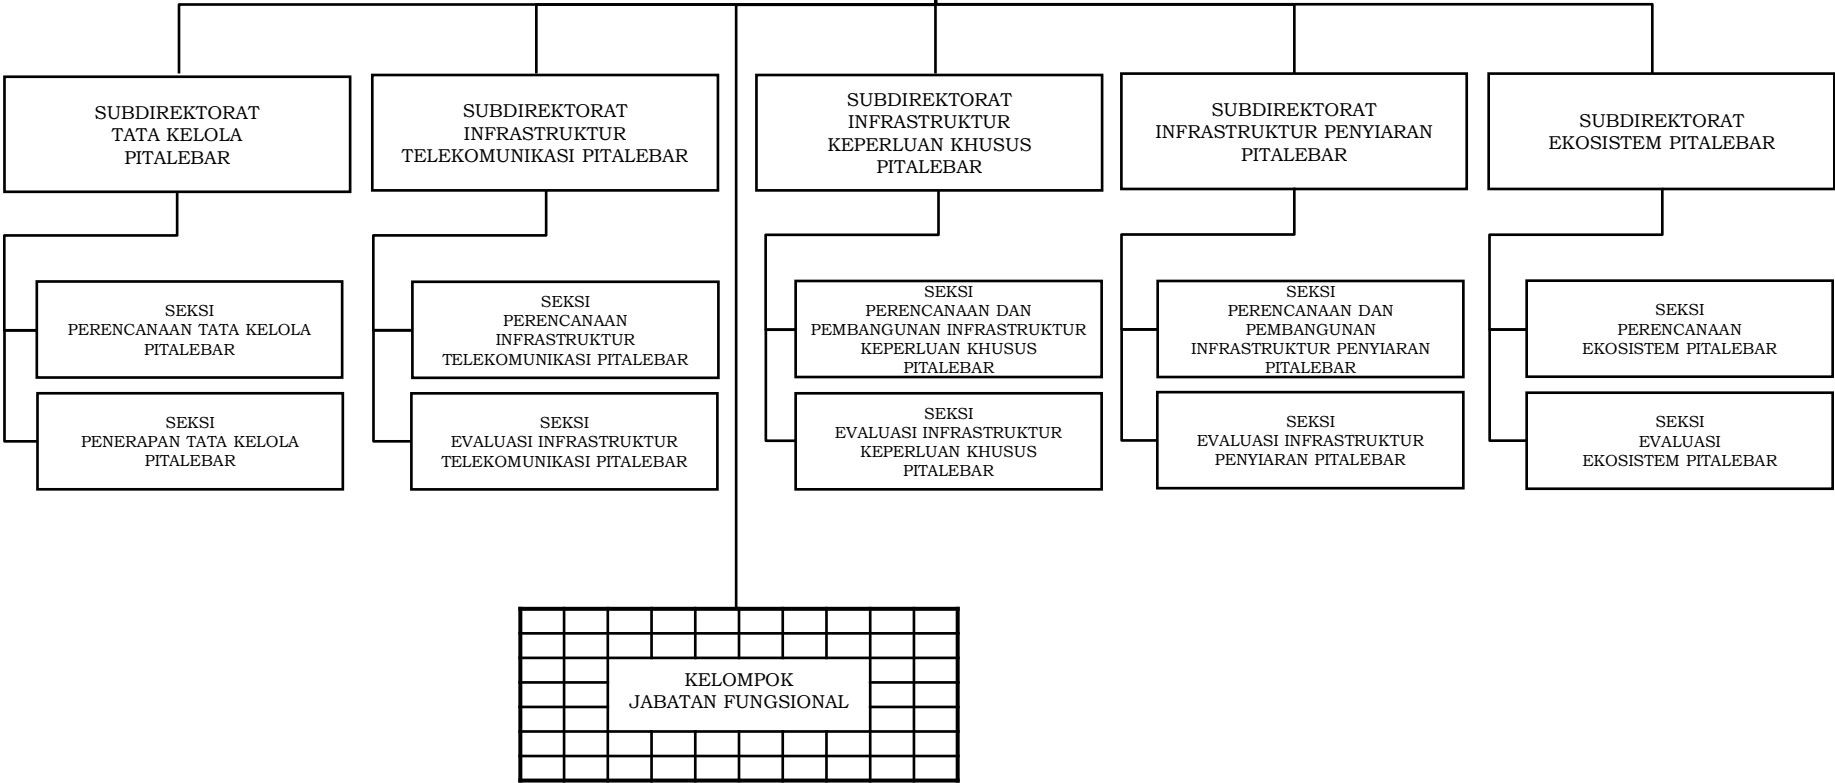 SUBDIREKTORAT
TATA KELOLA
PITALEBAR
SUBDIREKTORAT
INFRASTRUKTUR
TELEKOMUNIKASI PITALEBAR
SUBDIREKTORAT
INFRASTRUKTUR
KEPERLUAN KHUSUS
PITALEBAR
SUBDIREKTORAT
INFRASTRUKTUR PENYIARAN
PITALEBAR
SUBDIREKTORAT
EKOSISTEM PITALEBAR
SEKSI
PERENCANAAN TATA KELOLA
PITALEBAR
SEKSI
PERENCANAAN
INFRASTRUKTUR
TELEKOMUNIKASI PITALEBAR
SEKSI
PERENCANAAN DAN
PEMBANGUNAN INFRASTRUKTUR
KEPERLUAN KHUSUS
PITALEBAR
SEKSI
PERENCANAAN DAN
PEMBANGUNAN
INFRASTRUKTUR PENYIARAN
PITALEBAR
SEKSI
PERENCANAAN
EKOSISTEM PITALEBAR
SEKSI
PENERAPAN TATA KELOLA
PITALEBAR
SEKSI
EVALUASI INFRASTRUKTUR
TELEKOMUNIKASI PITALEBAR
SEKSI
EVALUASI INFRASTRUKTUR
KEPERLUAN KHUSUS
PITALEBAR
SEKSI
EVALUASI INFRASTRUKTUR
PENYIARAN PITALEBAR
SEKSI
EVALUASI
EKOSISTEM PITALEBAR
KELOMPOK
JABATAN FUNGSIONAL